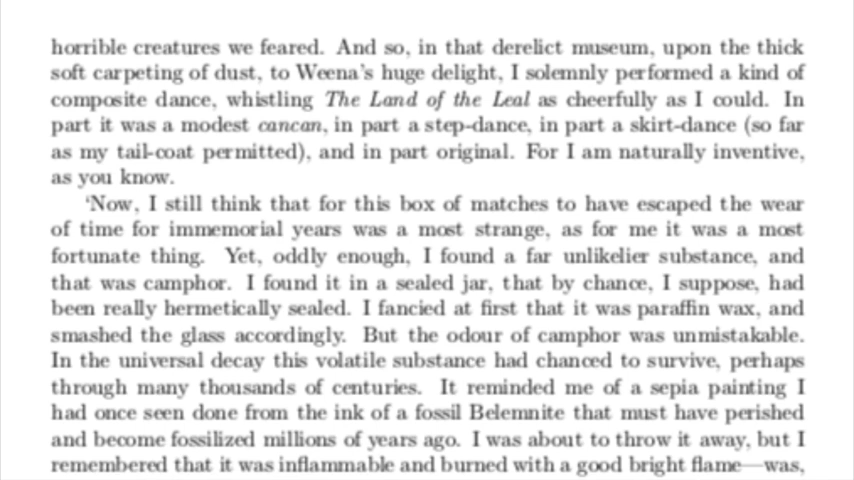 horrible creatures we feared. And so, in that derelict museum, upon the thick
soft carpeting of dust, to Weena's huge delight, I solemnly performed a kind of
composite dance, whistling The Land of the Leal as cheerfully as I could. In
part it was a modest cancan, in part a step-dance, in part a skirt-dance (so far
as my tail-coat permitted), and in part original. For I am naturally inventive,
as you know.
‘Now, I still think that for this box of matches to have escaped the wear
of time for immemorial years was a most strange, as for me it was a most
fortunate thing. Yet, oddly enough, I found a far unlikelier substance, and
that was camphor. I found it in a sealed jar, that by chance, I suppose, had
been really hermetically sealed. I fancied at first that it was paraffin wax, and
smashed the glass accordingly. But the odour of camphor was unmistakable.
In the universal decay this volatile substance had chanced to survive, perhaps
through many thousands of centuries. It reminded me of a sepia painting I
had once seen done from the ink of a fossil Belemnite that must have perished
and become fossilized millions of years ago. I was about to throw it away, but I
remembered that it was inflammable and burned with a good bright flame—was,